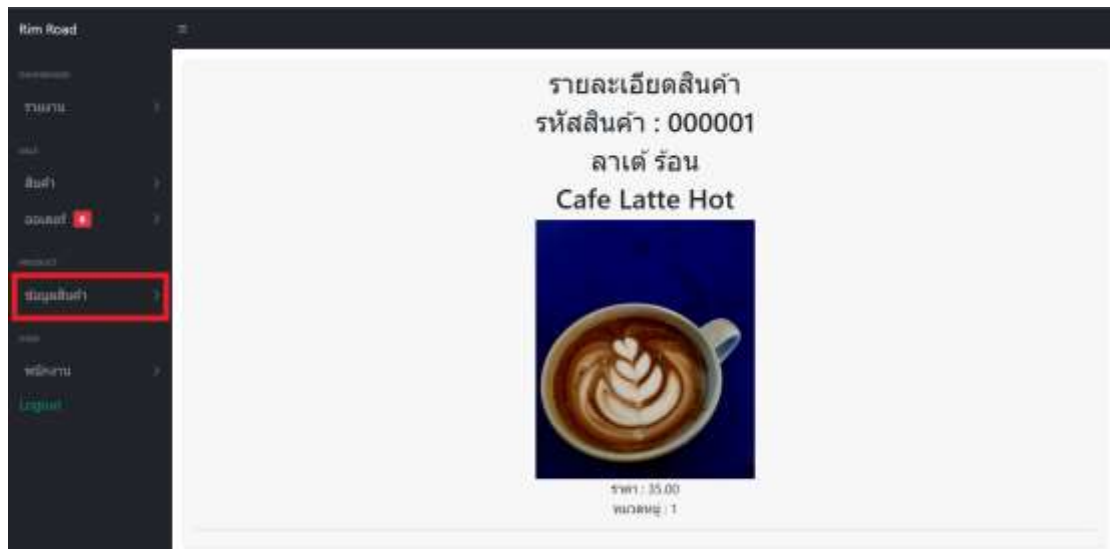 Rim Road
รายงาน
สินค้า
ออเดอร์
ข้อมูลสินค้า
พนักงาน
Logout
รายละเอียดสินค้า
รหัสสินค้า : 000001
ลาเต้ ร้อน
Cafe Latte Hot
ราคา : 35.00
หมวดหมู่ : 1